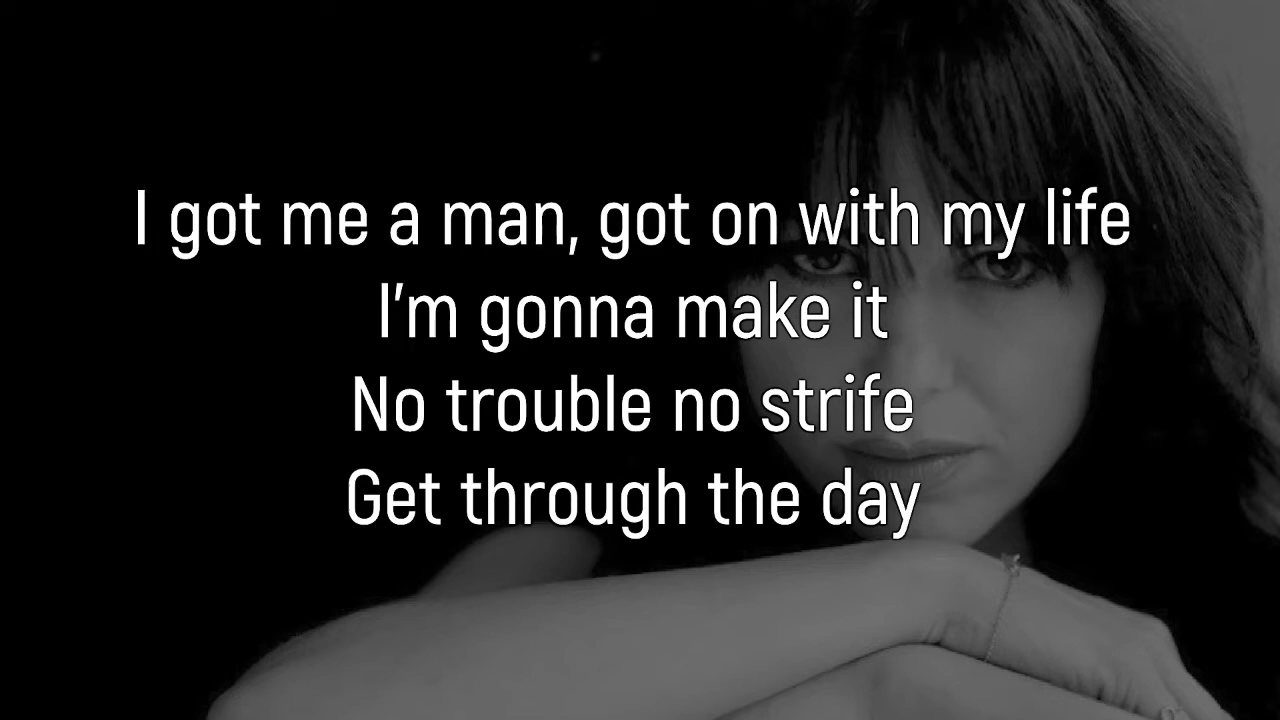 I got me a man, got on with my life
I'm gonna make it
No trouble no strife
Get through the day